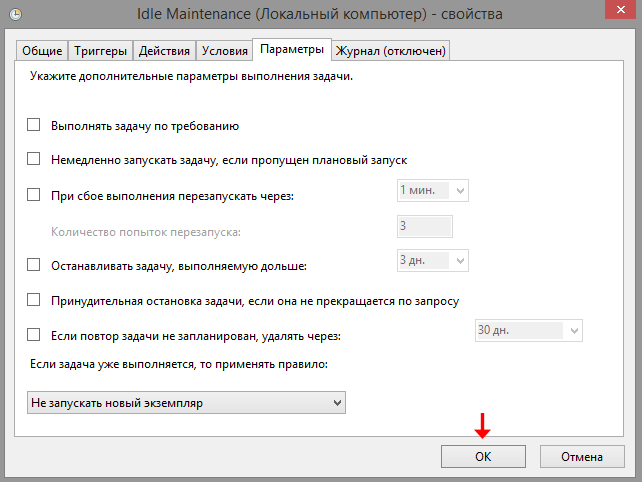 Idle Maintenance (Локальный компьютер) - свойства
Общие Триггеры Действия Условия Параметры Журнал (отключен)
Укажите дополнительные параметры выполнения задачи.
Выполнять задачу по требованию
Немедленно запускать задачу, если пропущен плановый запуск
При сбое выполнения перезапускать через: 1 мин.
Количество попыток перезапуска: 3
Останавливать задачу, выполняемую дольше: 3 дн.
Принудительная остановка задачи, если она не прекращается по запросу
Если повтор задачи не запланирован, удалять через: 30 дн.
Если задача уже выполняется, то применять правило:
Не запускать новый экземпляр
ОК Отмена